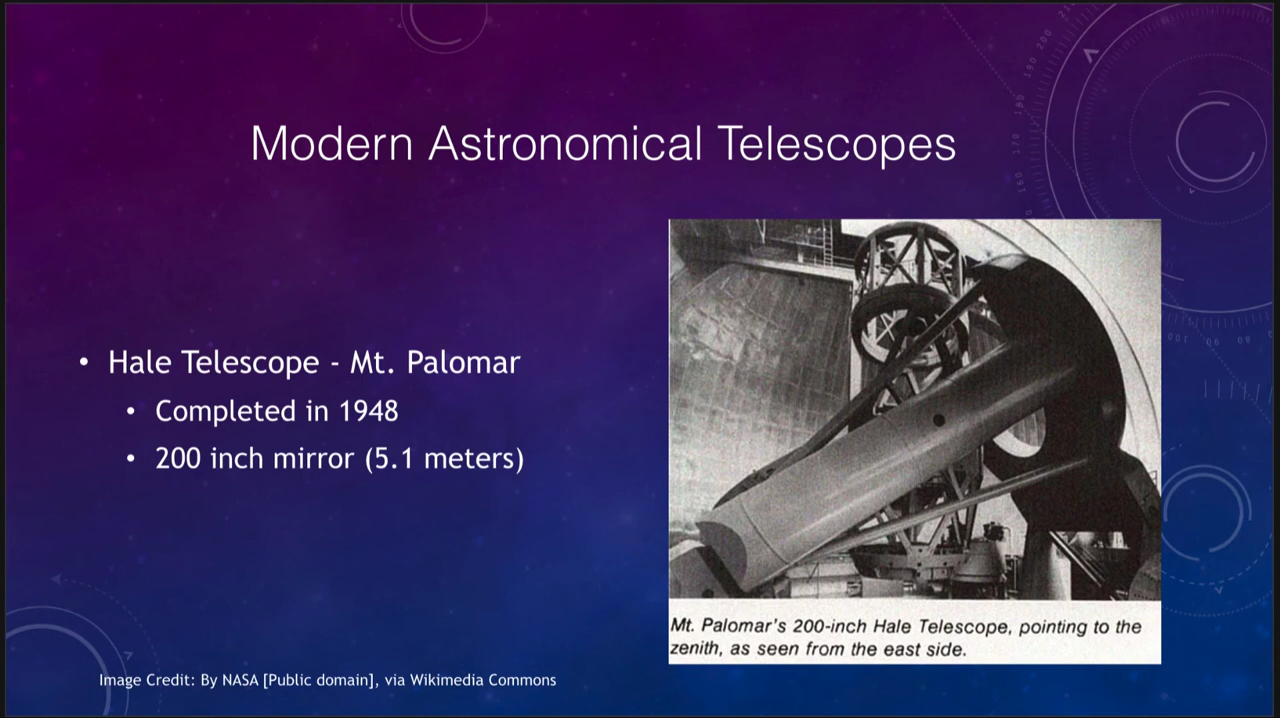 Modern Astronomical Telescopes
• Hale Telescope - Mt. Palomar
• Completed in 1948
• 200 inch mirror (5.1 meters)
Mt. Palomar's 200-inch Hale Telescope, pointing to the
zenith, as seen from the east side.
Image Credit: By NASA [Public domain], via Wikimedia Commons